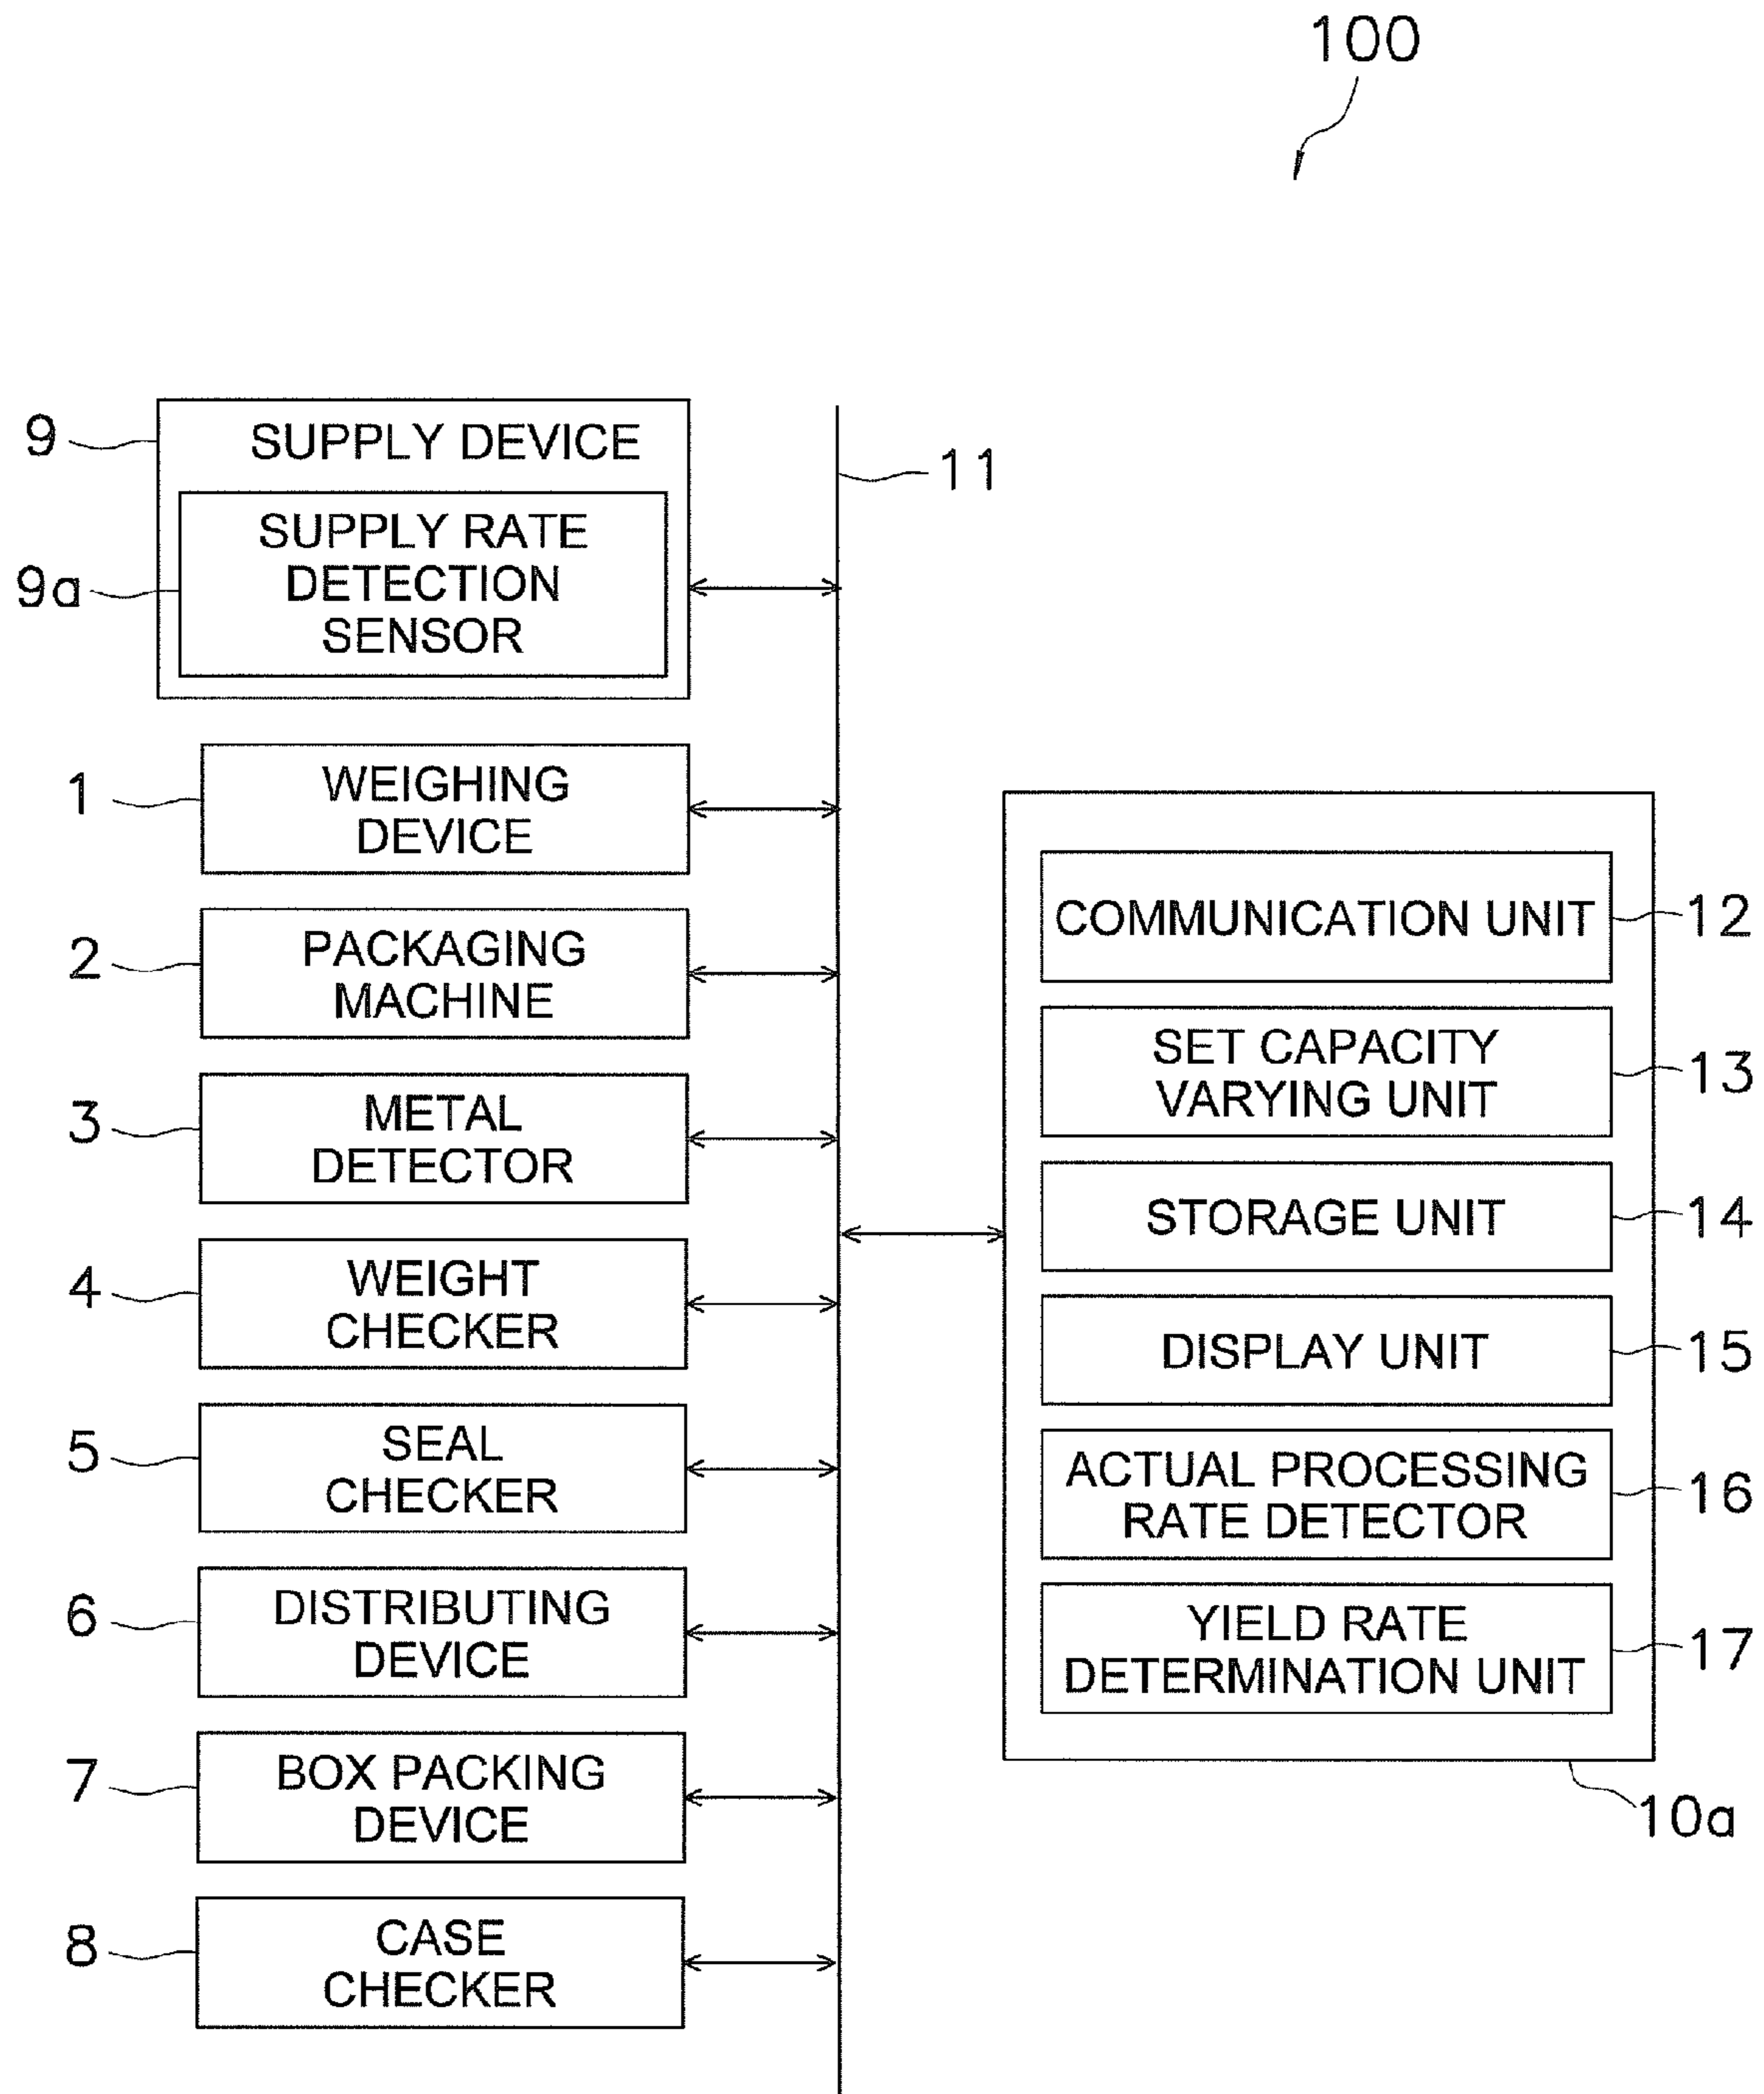 100
9
SUPPLY DEVICE
11
9a
SUPPLY RATE
DETECTION
SENSOR
1
WEIGHING
DEVICE
2
PACKAGING
MACHINE
3
METAL
DETECTOR
4
WEIGHT
CHECKER
5
SEAL
CHECKER
6
DISTRIBUTING
DEVICE
7
BOX PACKING
DEVICE
8
CASE
CHECKER
COMMUNICATION UNIT
12
SET CAPACITY
VARYING UNIT
13
STORAGE UNIT
14
DISPLAY UNIT
15
ACTUAL PROCESSING
RATE DETECTOR
16
YIELD RATE
DETERMINATION UNIT
17
10a